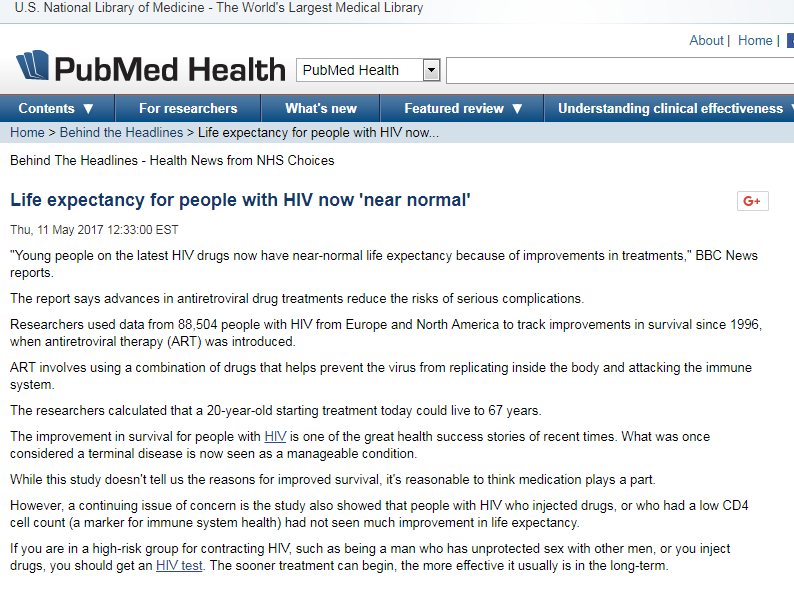 U.S. National Library of Medicine - The World's Largest Medical Library
About | Home |
PubMed Health PubMed Health
Contents ▼ For researchers What's new Featured review ▼ Understanding clinical effectiveness
Home > Behind the Headlines > Life expectancy for people with HIV now...
Behind The Headlines - Health News from NHS Choices
Life expectancy for people with HIV now 'near normal'
G+
Thu, 11 May 2017 12:33:00 EST
"Young people on the latest HIV drugs now have near-normal life expectancy because of improvements in treatments," BBC News
reports.
The report says advances in antiretroviral drug treatments reduce the risks of serious complications.
Researchers used data from 88,504 people with HIV from Europe and North America to track improvements in survival since 1996,
when antiretroviral therapy (ART) was introduced.
ART involves using a combination of drugs that helps prevent the virus from replicating inside the body and attacking the immune
system.
The researchers calculated that a 20-year-old starting treatment today could live to 67 years.
The improvement in survival for people with HIV is one of the great health success stories of recent times. What was once
considered a terminal disease is now seen as a manageable condition.
While this study doesn't tell us the reasons for improved survival, it's reasonable to think medication plays a part.
However, a continuing issue of concern is the study also showed that people with HIV who injected drugs, or who had a low CD4
cell count (a marker for immune system health) had not seen much improvement in life expectancy.
If you are in a high-risk group for contracting HIV, such as being a man who has unprotected sex with other men, or you inject
drugs, you should get an HIV test. The sooner treatment can begin, the more effective it usually is in the long-term.